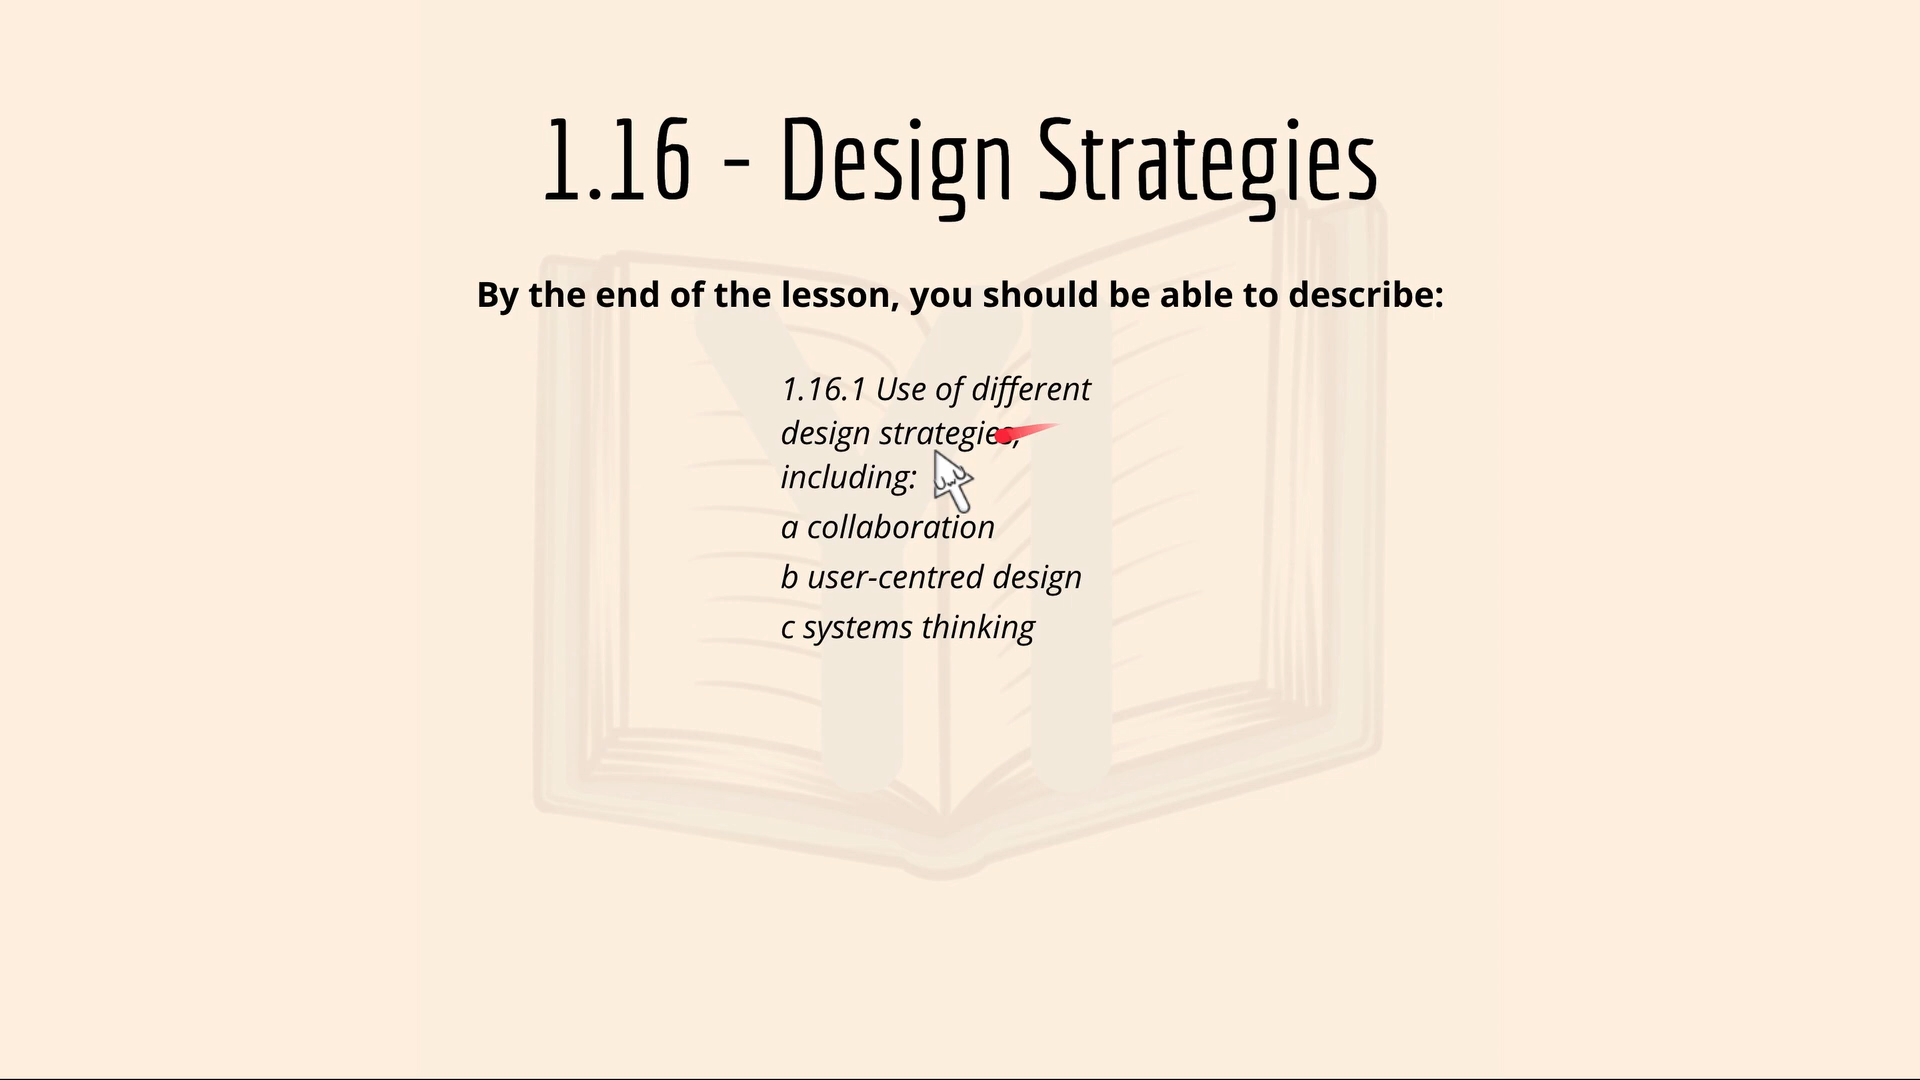 1.16 - Design Strategies
By the end of the lesson, you should be able to describe:
1.16.1 Use of different
design strategies,
including:
a collaboration
b user-centred design
c systems thinking